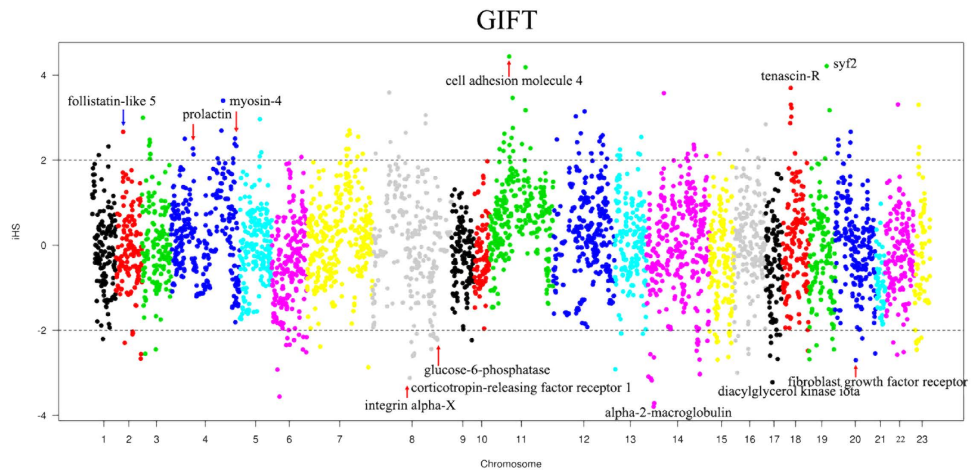 GIFT
4
2
0
-2
-4
iHS
cell adhesion molecule 4
syf2
tenascin-R
follistatin-like 5
myosin-4
prolactin
glucose-6-phosphatase
corticotropin-releasing factor receptor 1
integrin alpha-X
alpha-2-macroglobulin
diacylglycerol kinase iota
fibroblast growth factor receptor
1 2 3 4 5 6 7 8 9 10 11 12 13 14 15 16 17 18 19 20 21 22 23
Chromosome